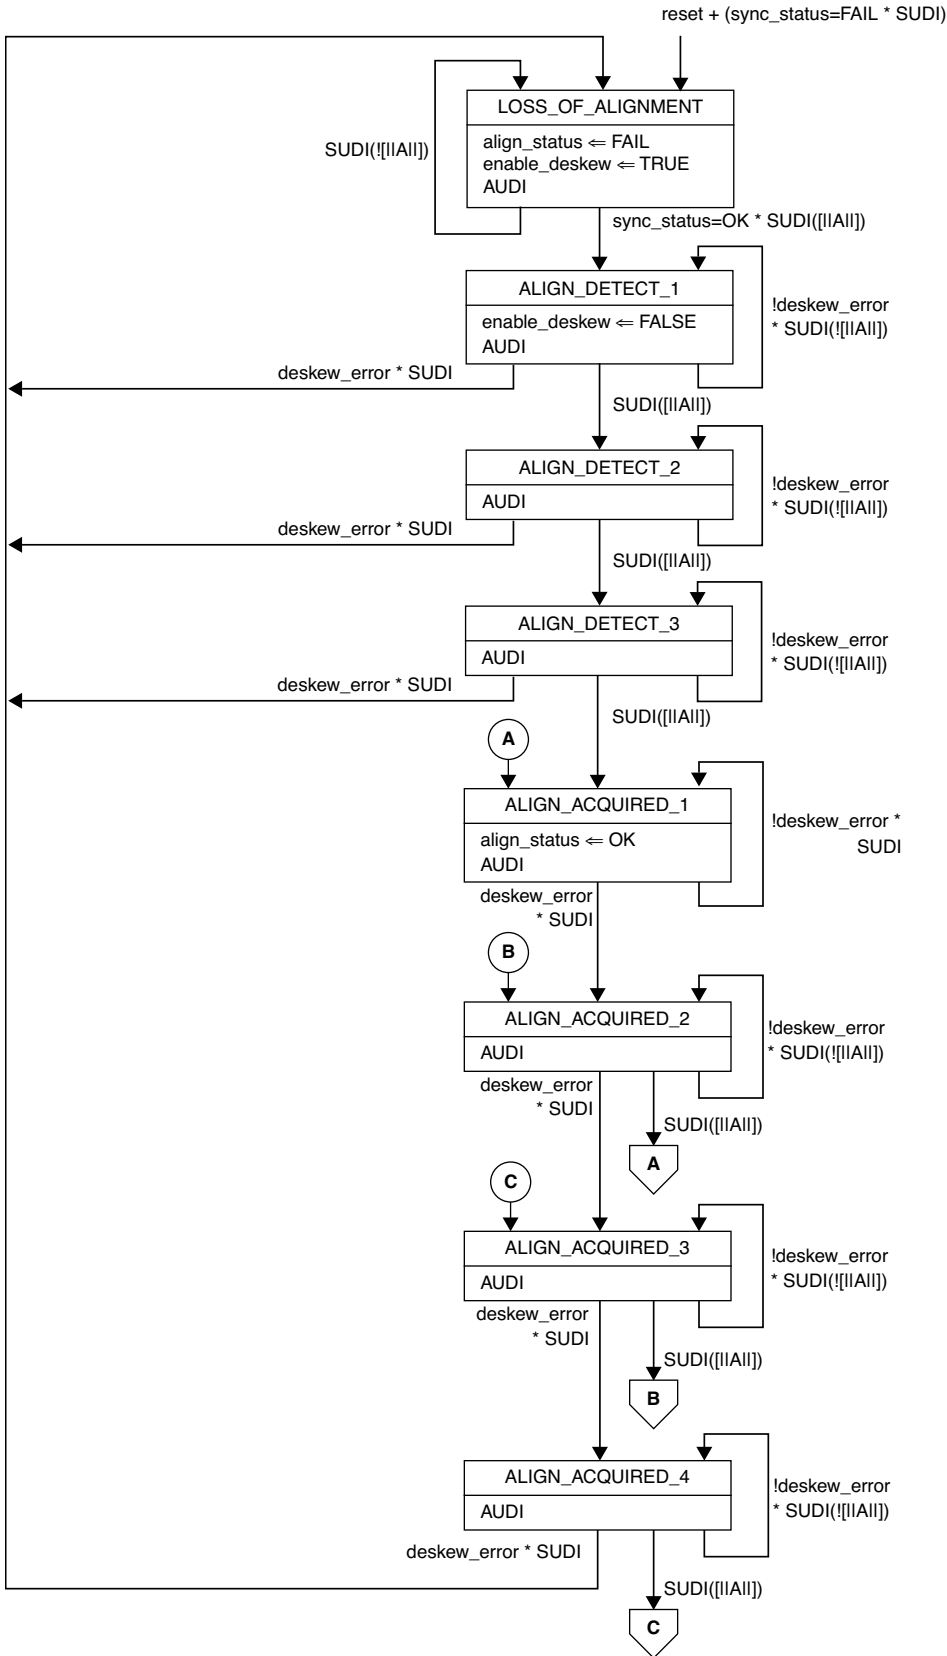 reset + (sync_status=FAIL * SUDI)
LOSS_OF_ALIGNMENT
SUDI(![||A||])
align_status ⇐ FAIL
enable_deskew ⇐ TRUE
AUDI
sync_status=OK * SUDI([||A||])
ALIGN_DETECT_1
enable_deskew ⇐ FALSE
AUDI
!deskew_error
* SUDI(![||A||])
deskew_error * SUDI
SUDI([||A||])
ALIGN_DETECT_2
AUDI
!deskew_error
* SUDI(![||A||])
deskew_error * SUDI
SUDI([||A||])
ALIGN_DETECT_3
AUDI
!deskew_error
* SUDI(![||A||])
deskew_error * SUDI
SUDI([||A||])
A
ALIGN_ACQUIRED_1
align_status ⇐ OK
AUDI
!deskew_error *
SUDI
deskew_error
* SUDI
B
ALIGN_ACQUIRED_2
AUDI
!deskew_error
* SUDI(![||A||])
deskew_error
* SUDI
SUDI([||A||])
A
C
ALIGN_ACQUIRED_3
AUDI
!deskew_error
* SUDI(![||A||])
deskew_error
* SUDI
SUDI([||A||])
B
ALIGN_ACQUIRED_4
AUDI
!deskew_error
* SUDI(![||A||])
deskew_error * SUDI
SUDI([||A||])
C